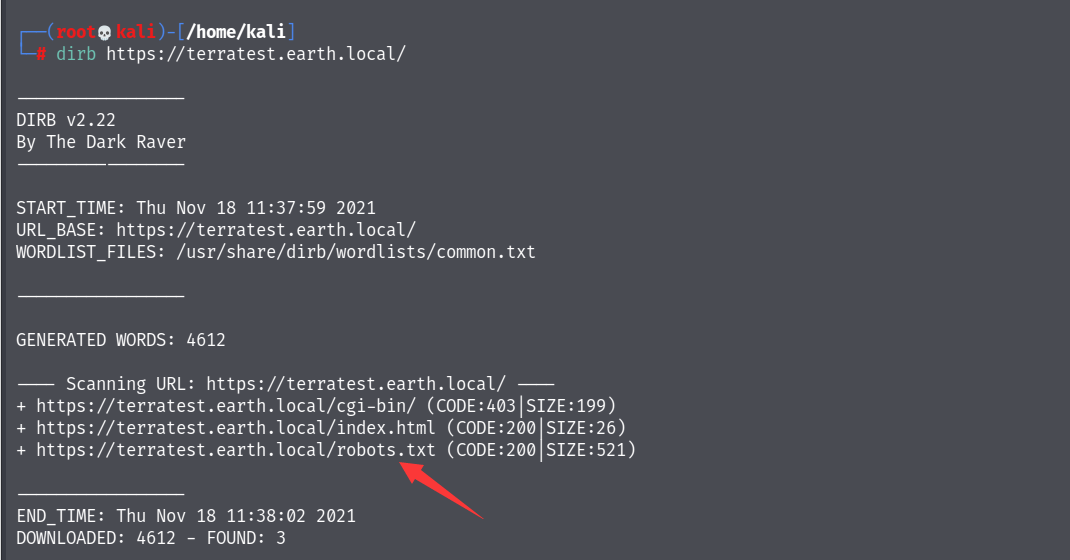 ┌──(root💀kali)-[/home/kali]
└─# dirb https://terratest.earth.local/
-----------------
DIRB v2.22
By The Dark Raver
-----------------
START_TIME: Thu Nov 18 11:37:59 2021
URL_BASE: https://terratest.earth.local/
WORDLIST_FILES: /usr/share/dirb/wordlists/common.txt
-----------------
GENERATED WORDS: 4612
---- Scanning URL: https://terratest.earth.local/ ----
+ https://terratest.earth.local/cgi-bin/ (CODE:403|SIZE:199)
+ https://terratest.earth.local/index.html (CODE:200|SIZE:26)
+ https://terratest.earth.local/robots.txt (CODE:200|SIZE:521)
-----------------
END_TIME: Thu Nov 18 11:38:02 2021
DOWNLOADED: 4612 - FOUND: 3